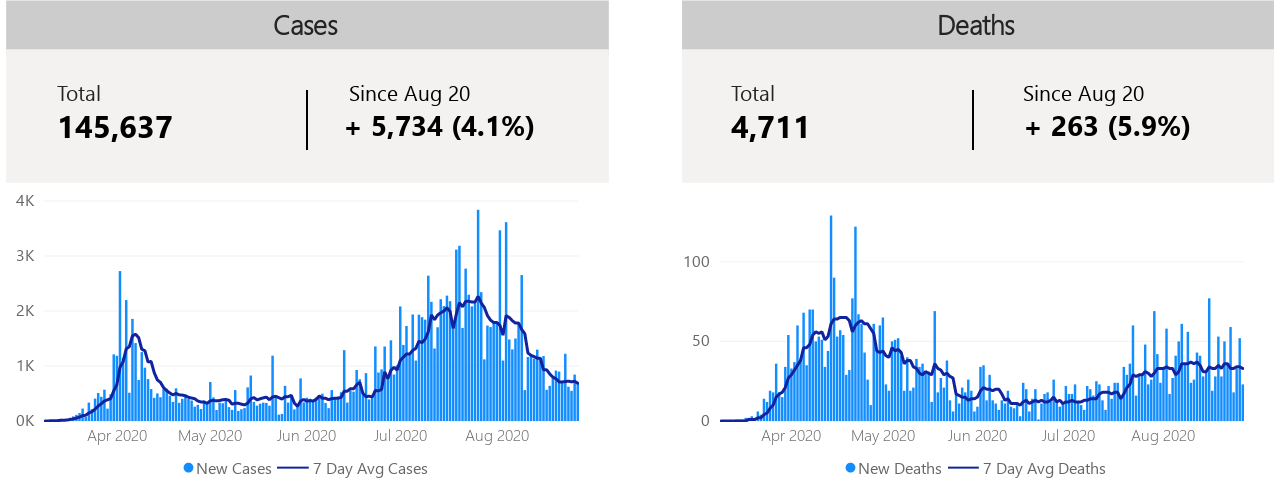 Cases
Total
Since Aug 20
145,637
+ 5,734 (4.1%)
4K
3K
2K
1K
0K
Apr 2020 May 2020 Jun 2020 Jul 2020 Aug 2020
New Cases 7 Day Avg Cases
Deaths
Total
Since Aug 20
4,711
+ 263 (5.9%)
100
50
0
Apr 2020 May 2020 Jun 2020 Jul 2020 Aug 2020
New Deaths 7 Day Avg Deaths